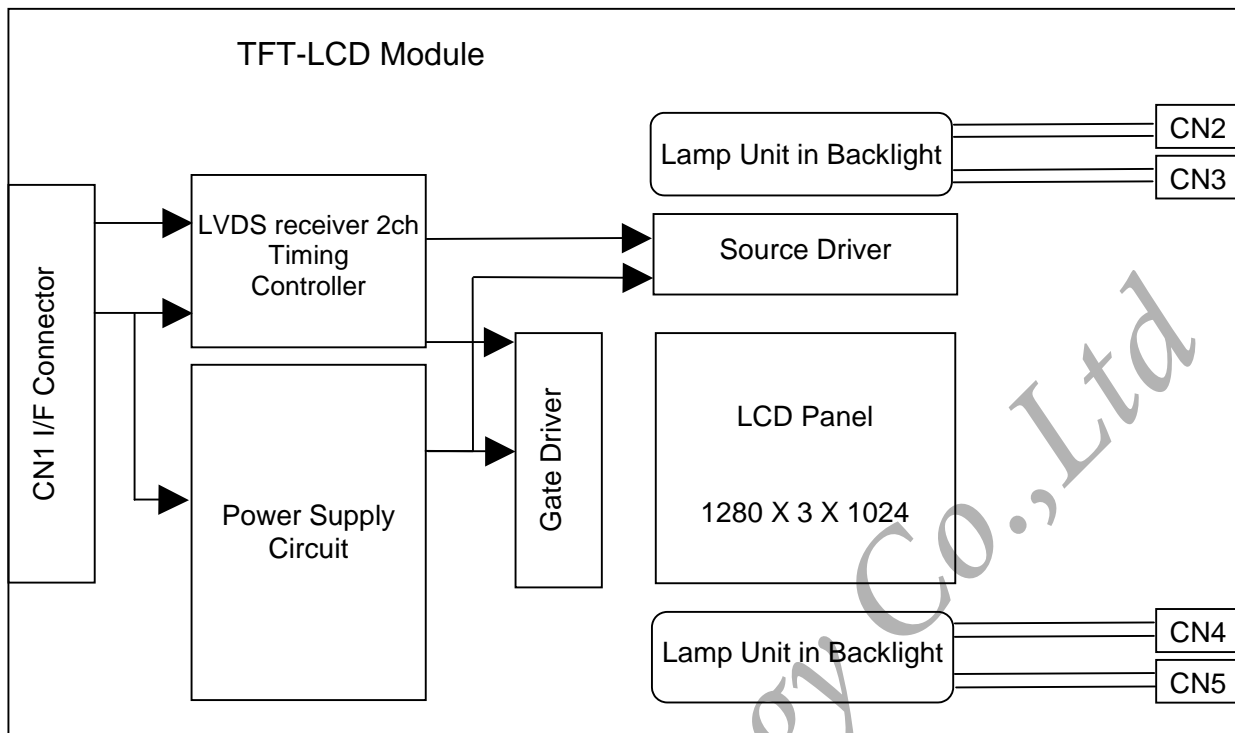 TFT-LCD Module
CN1 I/F Connector
LVDS receiver 2ch
Timing
Controller
Power Supply
Circuit
Gate Driver
Lamp Unit in Backlight
CN2
CN3
Source Driver
LCD Panel
1280 X 3 X 1024
Lamp Unit in Backlight
CN4
CN5
Co.,Ltd